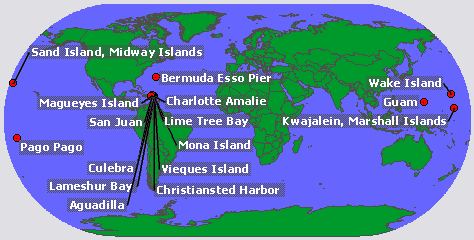 Sand Island, Midway Islands
Bermuda Esso Pier
Wake Island
Magueyes Island
Charlotte Amalie
Guam
San Juan
Lime Tree Bay
Kwajalein, Marshall Islands
Pago Pago
Mona Island
Culebra
Vieques Island
Lameshur Bay
Christiansted Harbor
Aguadilla